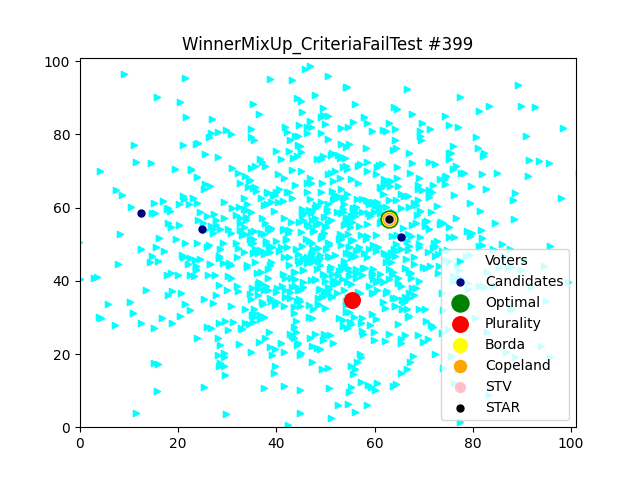 WinnerMixUp_CriteriaFailTest #399
100
80
60
40
20
0
0
20
40
60
80
100
Voters
Candidates
Optimal
Plurality
Borda
Copeland
STV
STAR